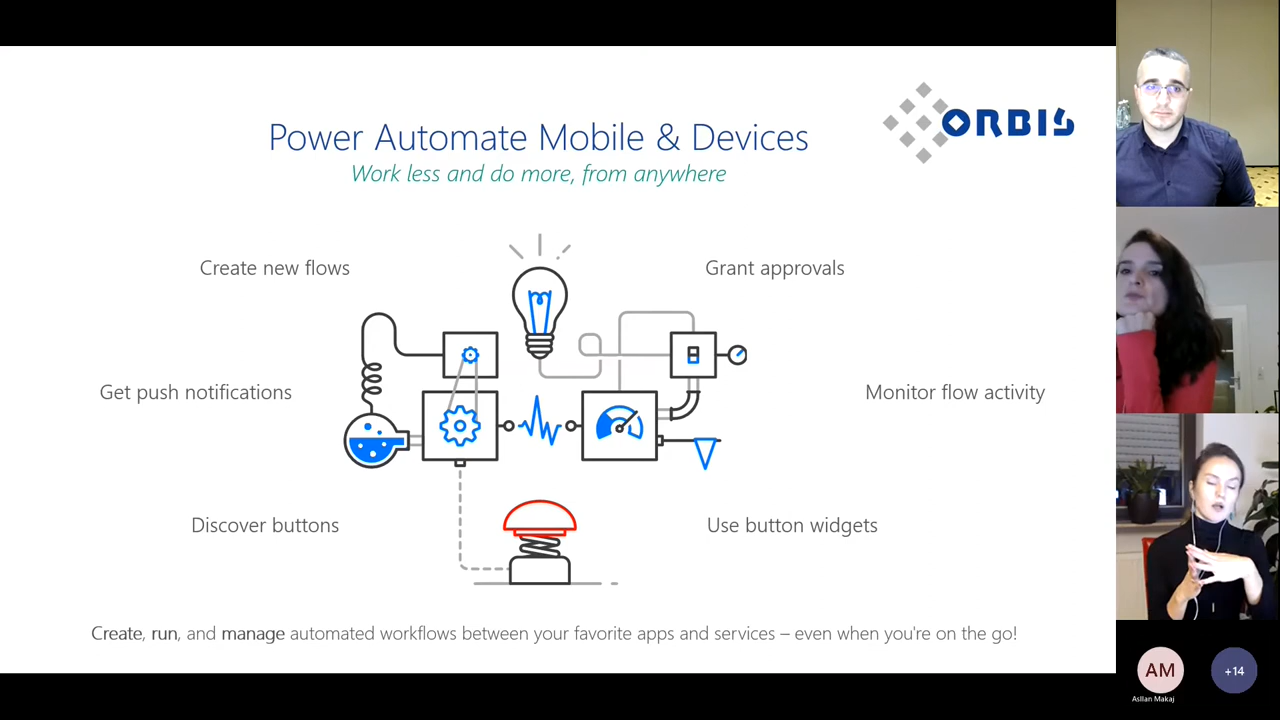 Power Automate Mobile & Devices
ORBIS
Work less and do more, from anywhere
Create new flows
Grant approvals
Get push notifications
Monitor flow activity
Discover buttons
Use button widgets
Create, run, and manage automated workflows between your favorite apps and services – even when you're on the go!
AM
+14
Asllan Makaj